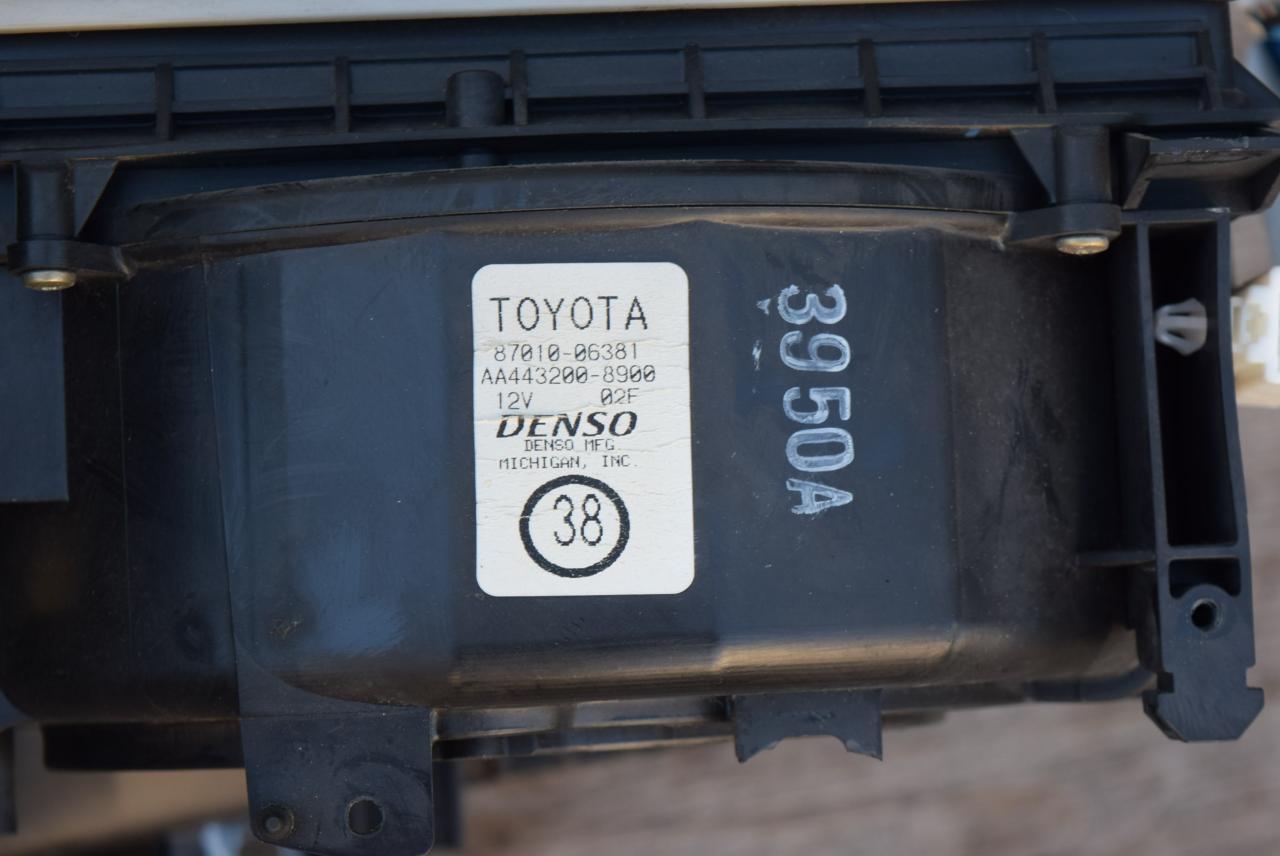 TOYOTA
87010-06381
AA443200-8900
12V 02F
DENSO
DENSO MFG.
MICHIGAN, INC.
38
3950A